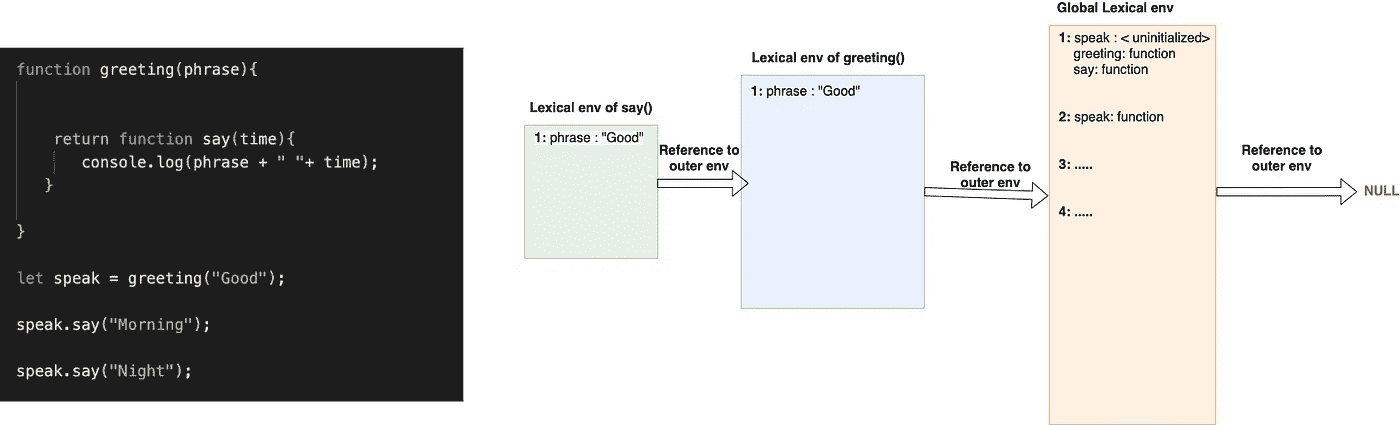 function greeting(phrase){
return function say(time){
console.log(phrase + " "+ time);
}
}
let speak = greeting("Good");
speak.say("Morning");
speak.say("Night");
Lexical env of say()
1: phrase : "Good"
Reference to
outer env
Lexical env of greeting()
1: phrase : "Good"
Reference to
outer env
Global Lexical env
1: speak : < uninitialized>
greeting: function
say: function
2: speak: function
3: .....
4: .....
Reference to
outer env
NULL